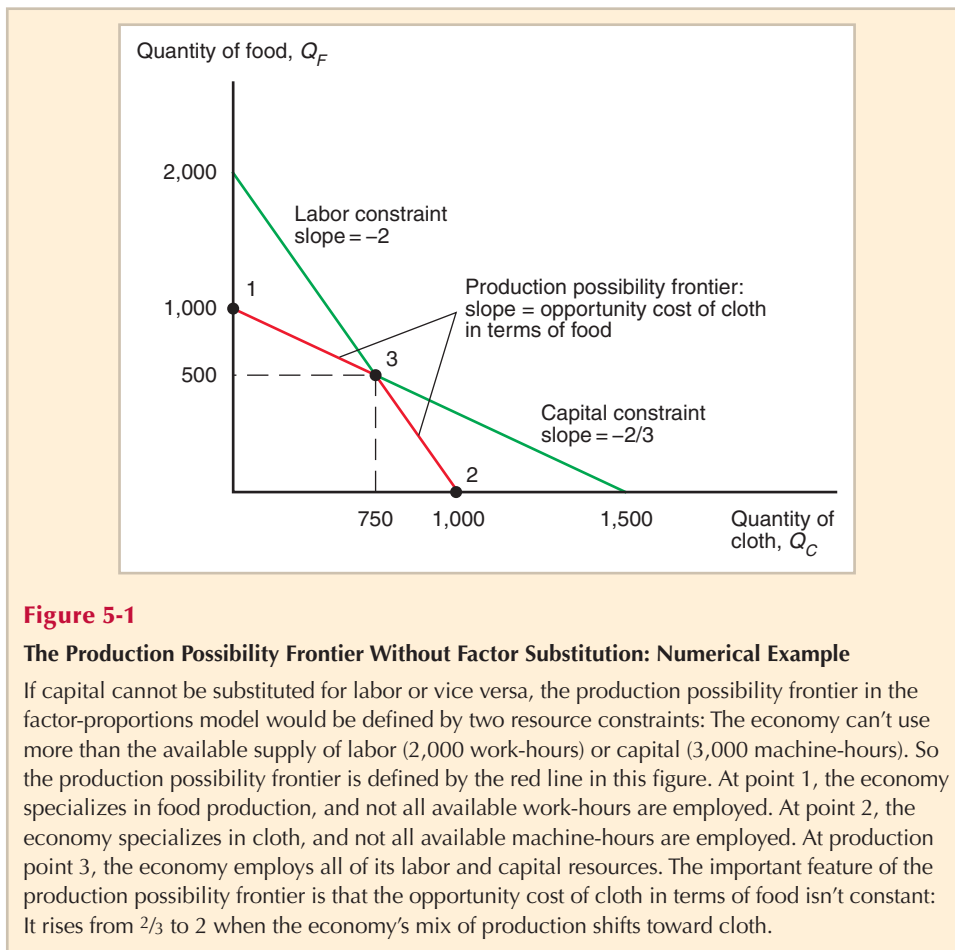 Quantity of food, Q_F
2,000
Labor constraint
slope = –2
1
Production possibility frontier:
slope = opportunity cost of cloth
in terms of food
1,000
3
500
Capital constraint
slope = –2/3
2
750
1,000
1,500
Quantity of
cloth, Q_C
Figure 5-1
The Production Possibility Frontier Without Factor Substitution: Numerical Example
If capital cannot be substituted for labor or vice versa, the production possibility frontier in the
factor-proportions model would be defined by two resource constraints: The economy can’t use
more than the available supply of labor (2,000 work-hours) or capital (3,000 machine-hours). So
the production possibility frontier is defined by the red line in this figure. At point 1, the economy
specializes in food production, and not all available work-hours are employed. At point 2, the
economy specializes in cloth, and not all available machine-hours are employed. At production
point 3, the economy employs all of its labor and capital resources. The important feature of the
production possibility frontier is that the opportunity cost of cloth in terms of food isn’t constant:
It rises from 2/3 to 2 when the economy’s mix of production shifts toward cloth.